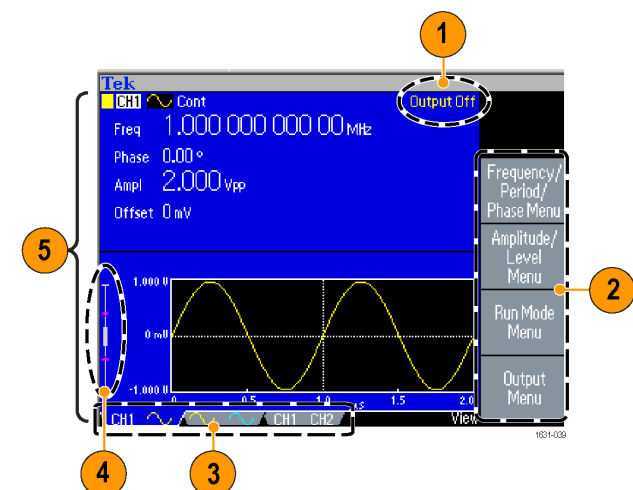 1
Tek
CH1 Cont
Output Off
Freq 1.000 000 000 00 MHz
Phase 0.00 °
Ampl 2.000 Vpp
Offset 0 mV
Frequency/
Period/
Phase Menu
Amplitude/
Level
Menu
Run Mode
Menu
Output
Menu
5
2
1.000 U
0 mU
-1.000 U
0 0.5 1.0 1.5 2.0
µs
CH1 CH1 CH2 View
1631-039
4
3